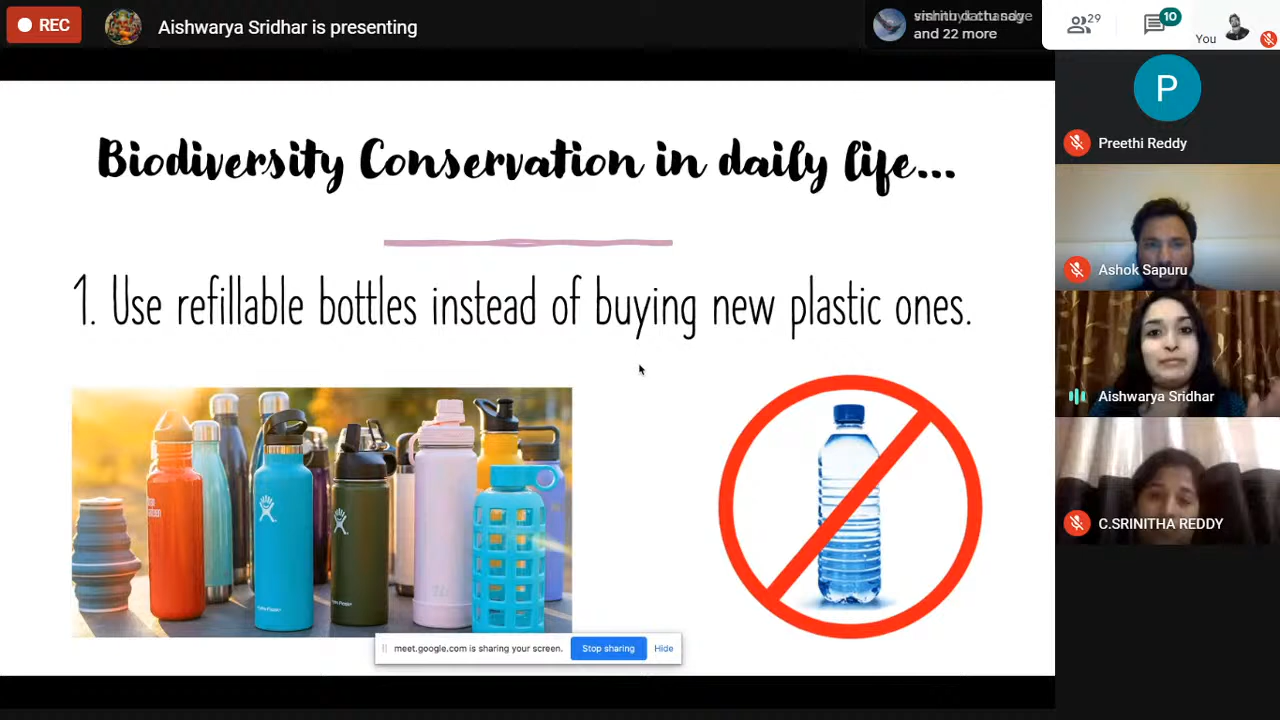 REC
Aishwarya Sridhar is presenting
and 22 more
29
10
You
P
Preethi Reddy
Ashok Sapuru
Aishwarya Sridhar
C.SRINITHA REDDY
Biodiversity Conservation in daily life...
1. Use refillable bottles instead of buying new plastic ones.
meet.google.com is sharing your screen.
Stop sharing
Hide